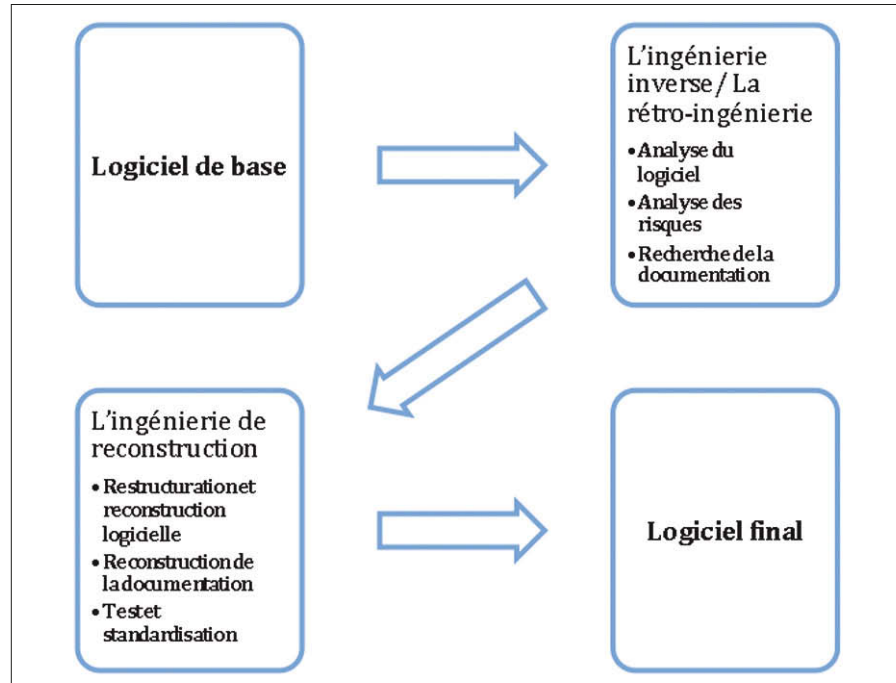 Logiciel de base
L'ingénierie
inverse/ La
rétro-ingénierie
•Analyse du
logiciel
•Analyse des
risques
•Recherche de la
documentation
L'ingénierie de
reconstruction
• Restructuration et
reconstruction
logicielle
• Reconstruction de
la documentation
• Test et
standardisation
Logiciel final